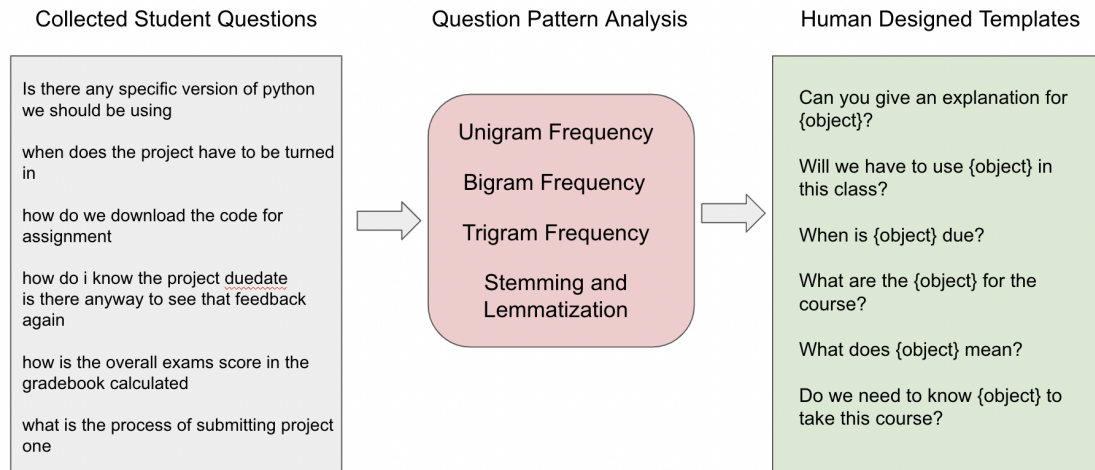 Collected Student Questions
Question Pattern Analysis
Human Designed Templates
Is there any specific version of python
we should be using
when does the project have to be turned
in
how do we download the code for
assignment
how do i know the project duedate
is there anyway to see that feedback
again
how is the overall exams score in the
gradebook calculated
what is the process of submitting project
one
Unigram Frequency
Bigram Frequency
Trigram Frequency
Stemming and
Lemmatization
Can you give an explanation for
{object}?
Will we have to use {object} in
this class?
When is {object} due?
What are the {object} for the
course?
What does {object} mean?
Do we need to know {object} to
take this course?